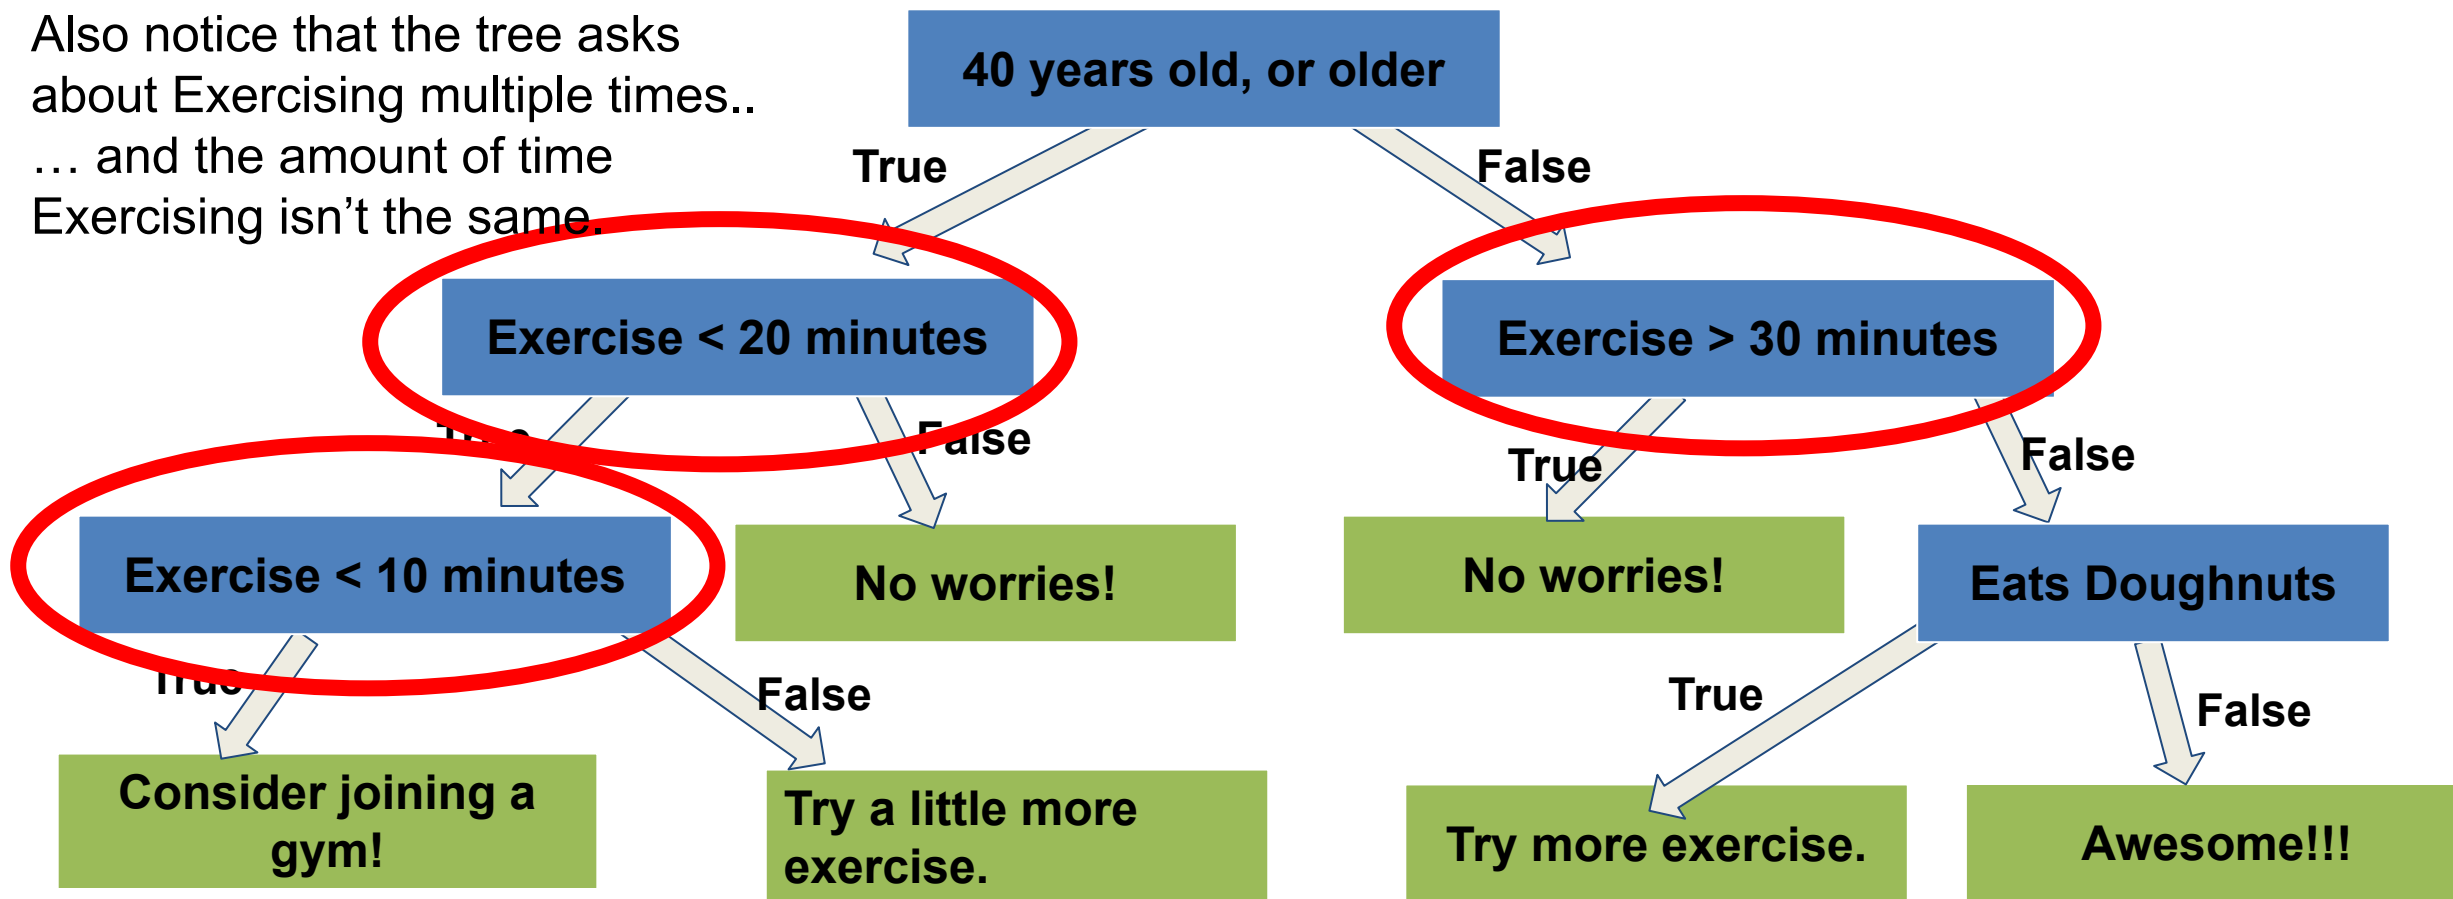 Also notice that the tree asks
about Exercising multiple times..
… and the amount of time
Exercising isn’t the same.
40 years old, or older
True
False
Exercise < 20 minutes
Exercise > 30 minutes
True
False
True
False
Exercise < 10 minutes
No worries!
No worries!
Eats Doughnuts
True
False
True
False
Consider joining a
gym!
Try a little more
exercise.
Try more exercise.
Awesome!!!